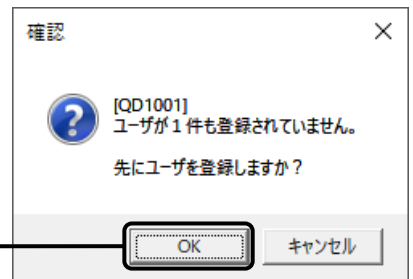 確認
[QD1001]
ユーザが1件も登録されていません。
先にユーザを登録しますか？
OK
キャンセル